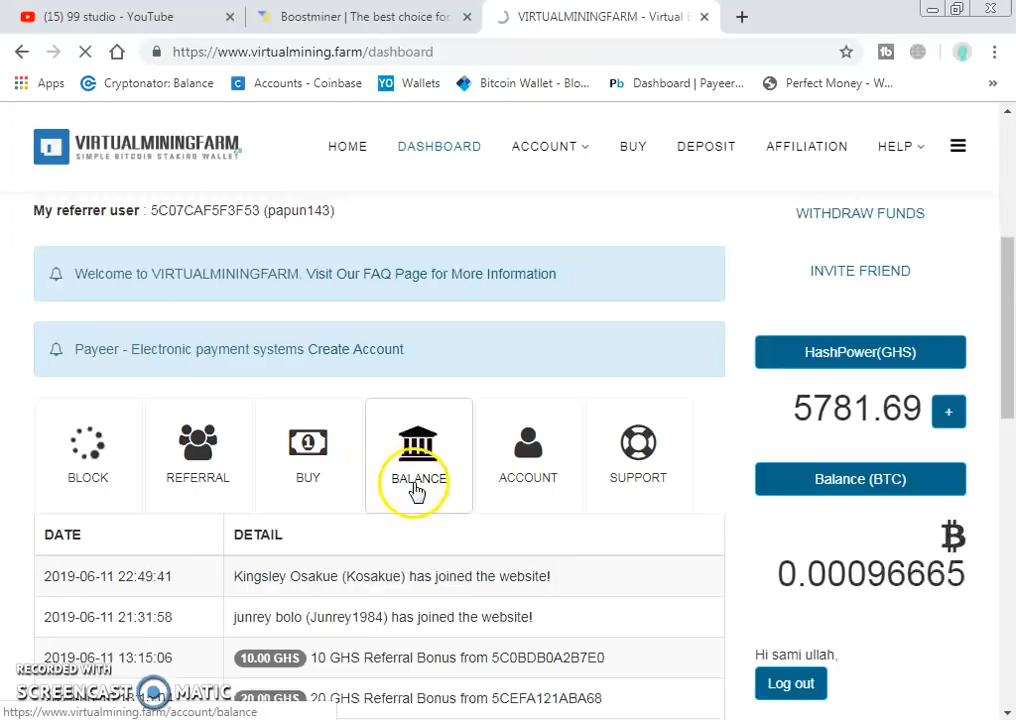 (15) 99 studio - YouTube
Boostminer | The best choice for
VIRTUALMININGFARM - Virtual
https://www.virtualmining.farm/dashboard
Apps
Cryptonator: Balance
Accounts - Coinbase
YO Wallets
Bitcoin Wallet - Blo...
Pb Dashboard | Payeer...
Perfect Money - W...
»
VIRTUALMININGFARM
SIMPLE BITCOIN STAKING WALLET
HOME
DASHBOARD
ACCOUNT
BUY
DEPOSIT
AFFILIATION
HELP
My referrer user : 5C07CAF5F3F53 (papun143)
WITHDRAW FUNDS
Welcome to VIRTUALMININGFARM. Visit Our FAQ Page for More Information
INVITE FRIEND
Payeer - Electronic payment systems Create Account
HashPower(GHS)
5781.69 +
BLOCK
REFERRAL
BUY
BALANCE
ACCOUNT
SUPPORT
Balance (BTC)
0.00096665
DATE DETAIL
2019-06-11 22:49:41 Kingsley Osakue (Kosakue) has joined the website!
2019-06-11 21:31:58 junrey bolo (Junrey1984) has joined the website!
2019-06-11 13:15:06 10.00 GHS 10 GHS Referral Bonus from 5C0BDB0A2B7E0
20.00 GHS 20 GHS Referral Bonus from 5CEFA121ABA68
Hi sami ullah,
Log out
RECORDED WITH
SCREENCAST MATIC
https://www.virtualmining.farm/account/balance